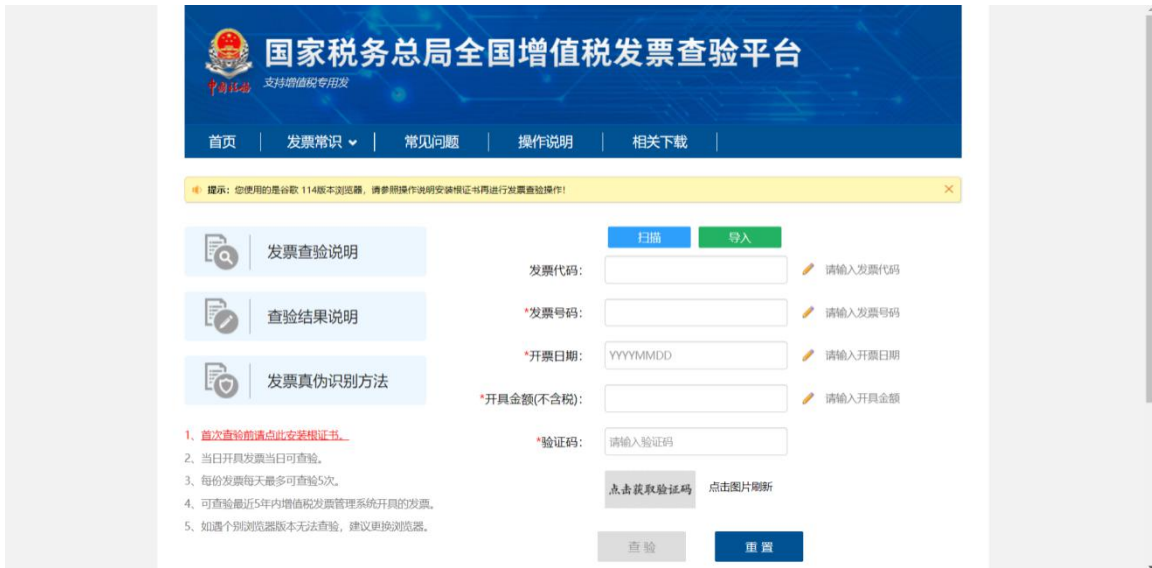 国家税务总局全国增值税发票查验平台
中国税务
支持增值税专用发
首页 发票常识 常见问题 操作说明 相关下载
提示：您使用的是谷歌 114版本浏览器，请参照操作说明安装根证书再进行发票查验操作！
发票查验说明
查验结果说明
发票真伪识别方法
1、首次查验前请点此安装根证书。
2、当日开具发票当日可查验。
3、每份发票每天最多可查验5次。
4、可查验最近5年内增值税发票管理系统开具的发票。
5、如遇个别浏览器版本无法查验，建议更换浏览器。
扫描 导入
发票代码： 请输入发票代码
*发票号码： 请输入发票号码
*开票日期： YYYYMMDD 请输入开票日期
*开具金额(不含税)： 请输入开具金额
*验证码： 请输入验证码
点击获取验证码 点击图片刷新
查验 重置